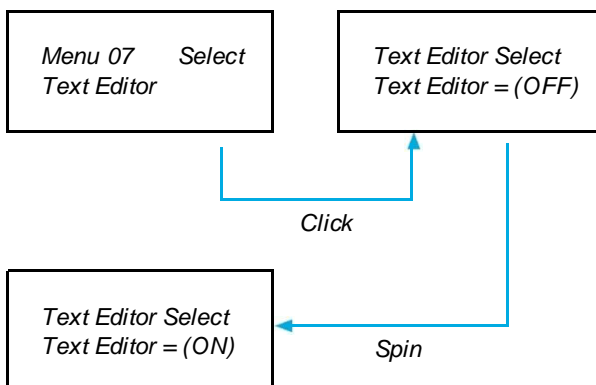 Menu 07 Select
Text Editor
Text Editor Select
Text Editor = (OFF)
Click
Text Editor Select
Text Editor = (ON)
Spin